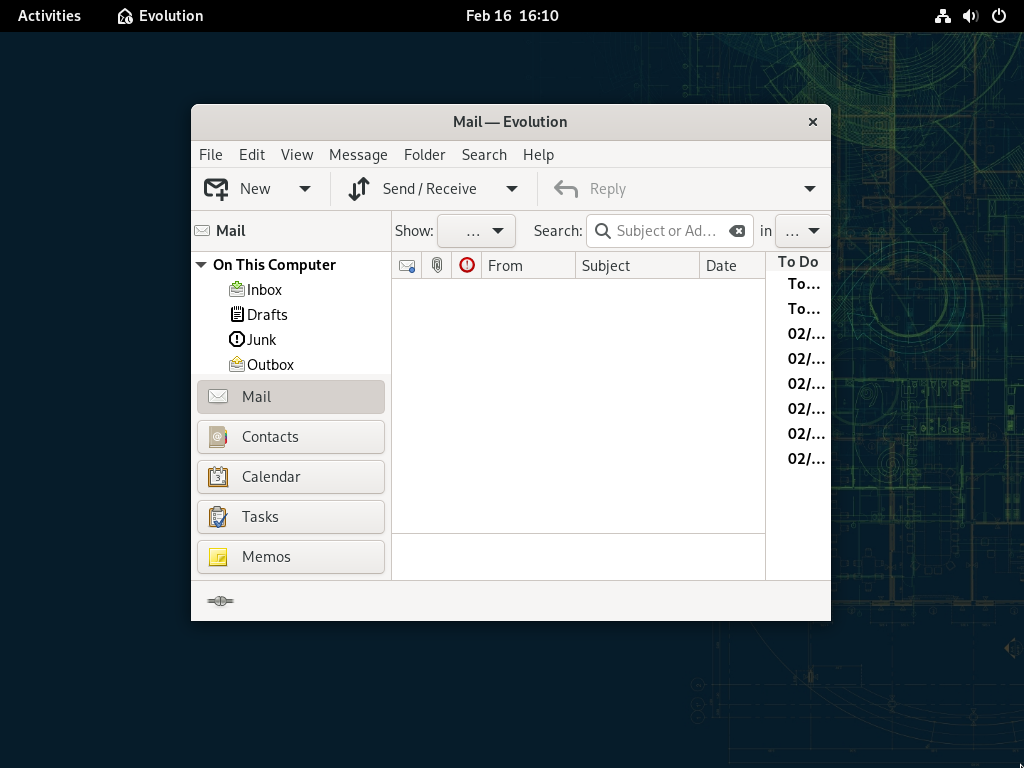 Activities Evolution Feb 16 16:10
Mail — Evolution
File Edit View Message Folder Search Help
New Send / Receive Reply
Mail Show: ... Search: Subject or Ad... in ...
On This Computer
Inbox
Drafts
Junk
Outbox
Mail
Contacts
Calendar
3
Tasks
Memos
From Subject Date
To Do
To...
To...
02/...
02/...
02/...
02/...
02/...
02/...